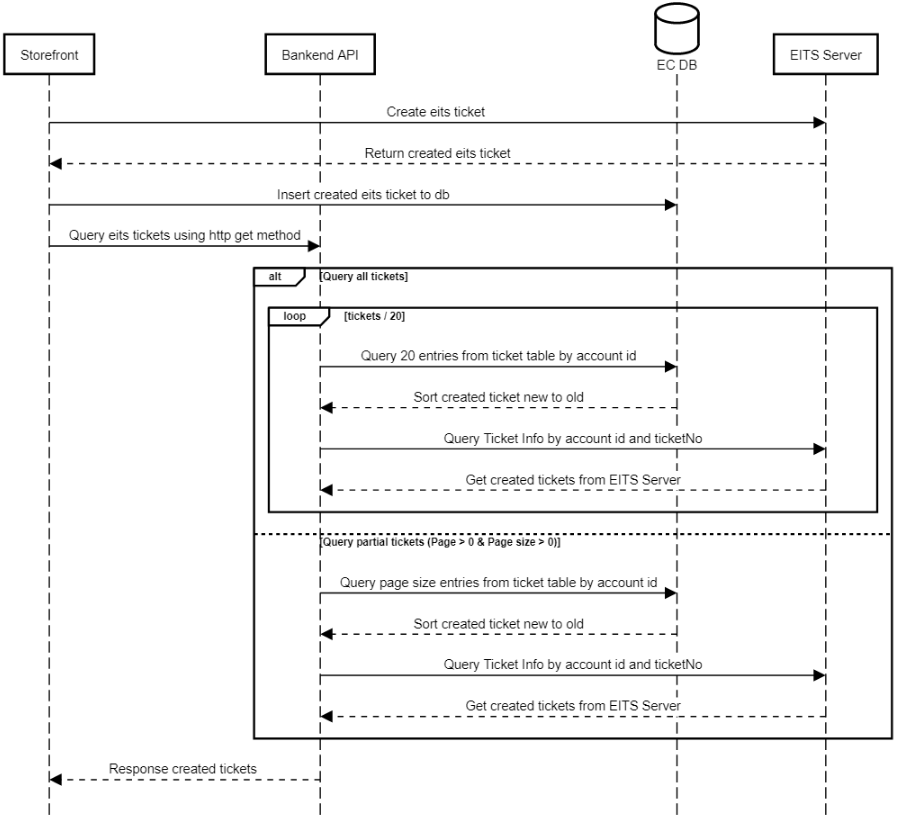 Storefront
Bankend API
EC DB
EITS Server
Create eits ticket
Return created eits ticket
Insert created eits ticket to db
Query eits tickets using http get method
alt
[Query all tickets]
loop
[tickets / 20]
Query 20 entries from ticket table by account id
Sort created ticket new to old
Query Ticket Info by account id and ticketNo
Get created tickets from EITS Server
[Query partial tickets (Page > 0 & Page size > 0)]
Query page size entries from ticket table by account id
Sort created ticket new to old
Query Ticket Info by account id and ticketNo
Get created tickets from EITS Server
Response created tickets